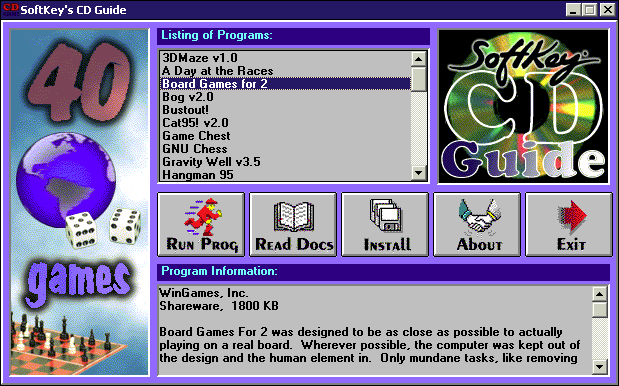 SoftKey's CD Guide
40
games
Listing of Programs:
3DMaze v1.0
A Day at the Races
Board Games for 2
Bog v2.0
Bustout!
Cat95! v2.0
Game Chest
GNU Chess
Gravity Well v3.5
Hangman 95
SoftKey
CD
Guide
Run Prog
Read Docs
Install
About
Exit
Program Information:
WinGames, Inc.
Shareware, 1800 KB
Board Games For 2 was designed to be as close as possible to actually
playing on a real board. Wherever possible, the computer was kept out of
the design and the human element in. Only mundane tasks, like removing